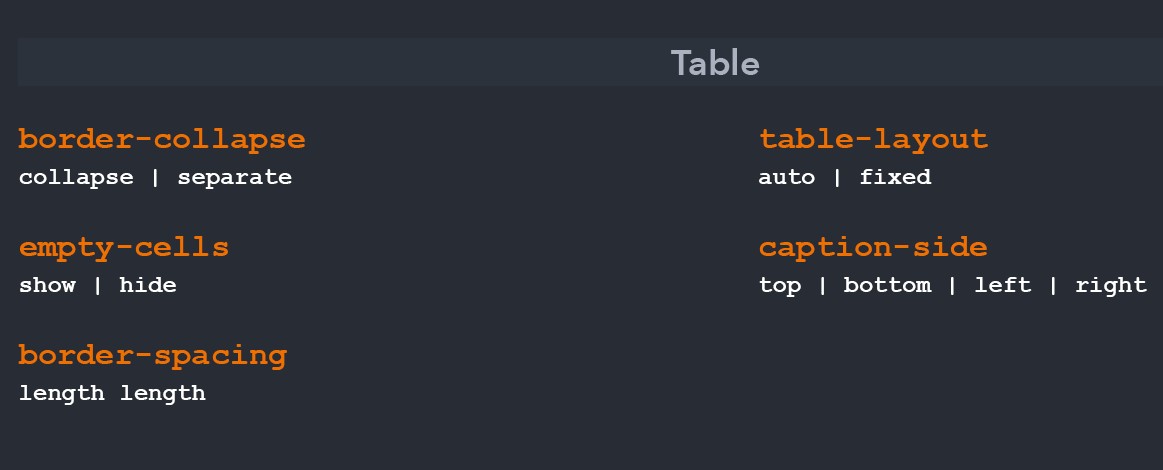 Table
border-collapse
collapse | separate
empty-cells
show | hide
border-spacing
length length
table-layout
auto | fixed
caption-side
top | bottom | left | right